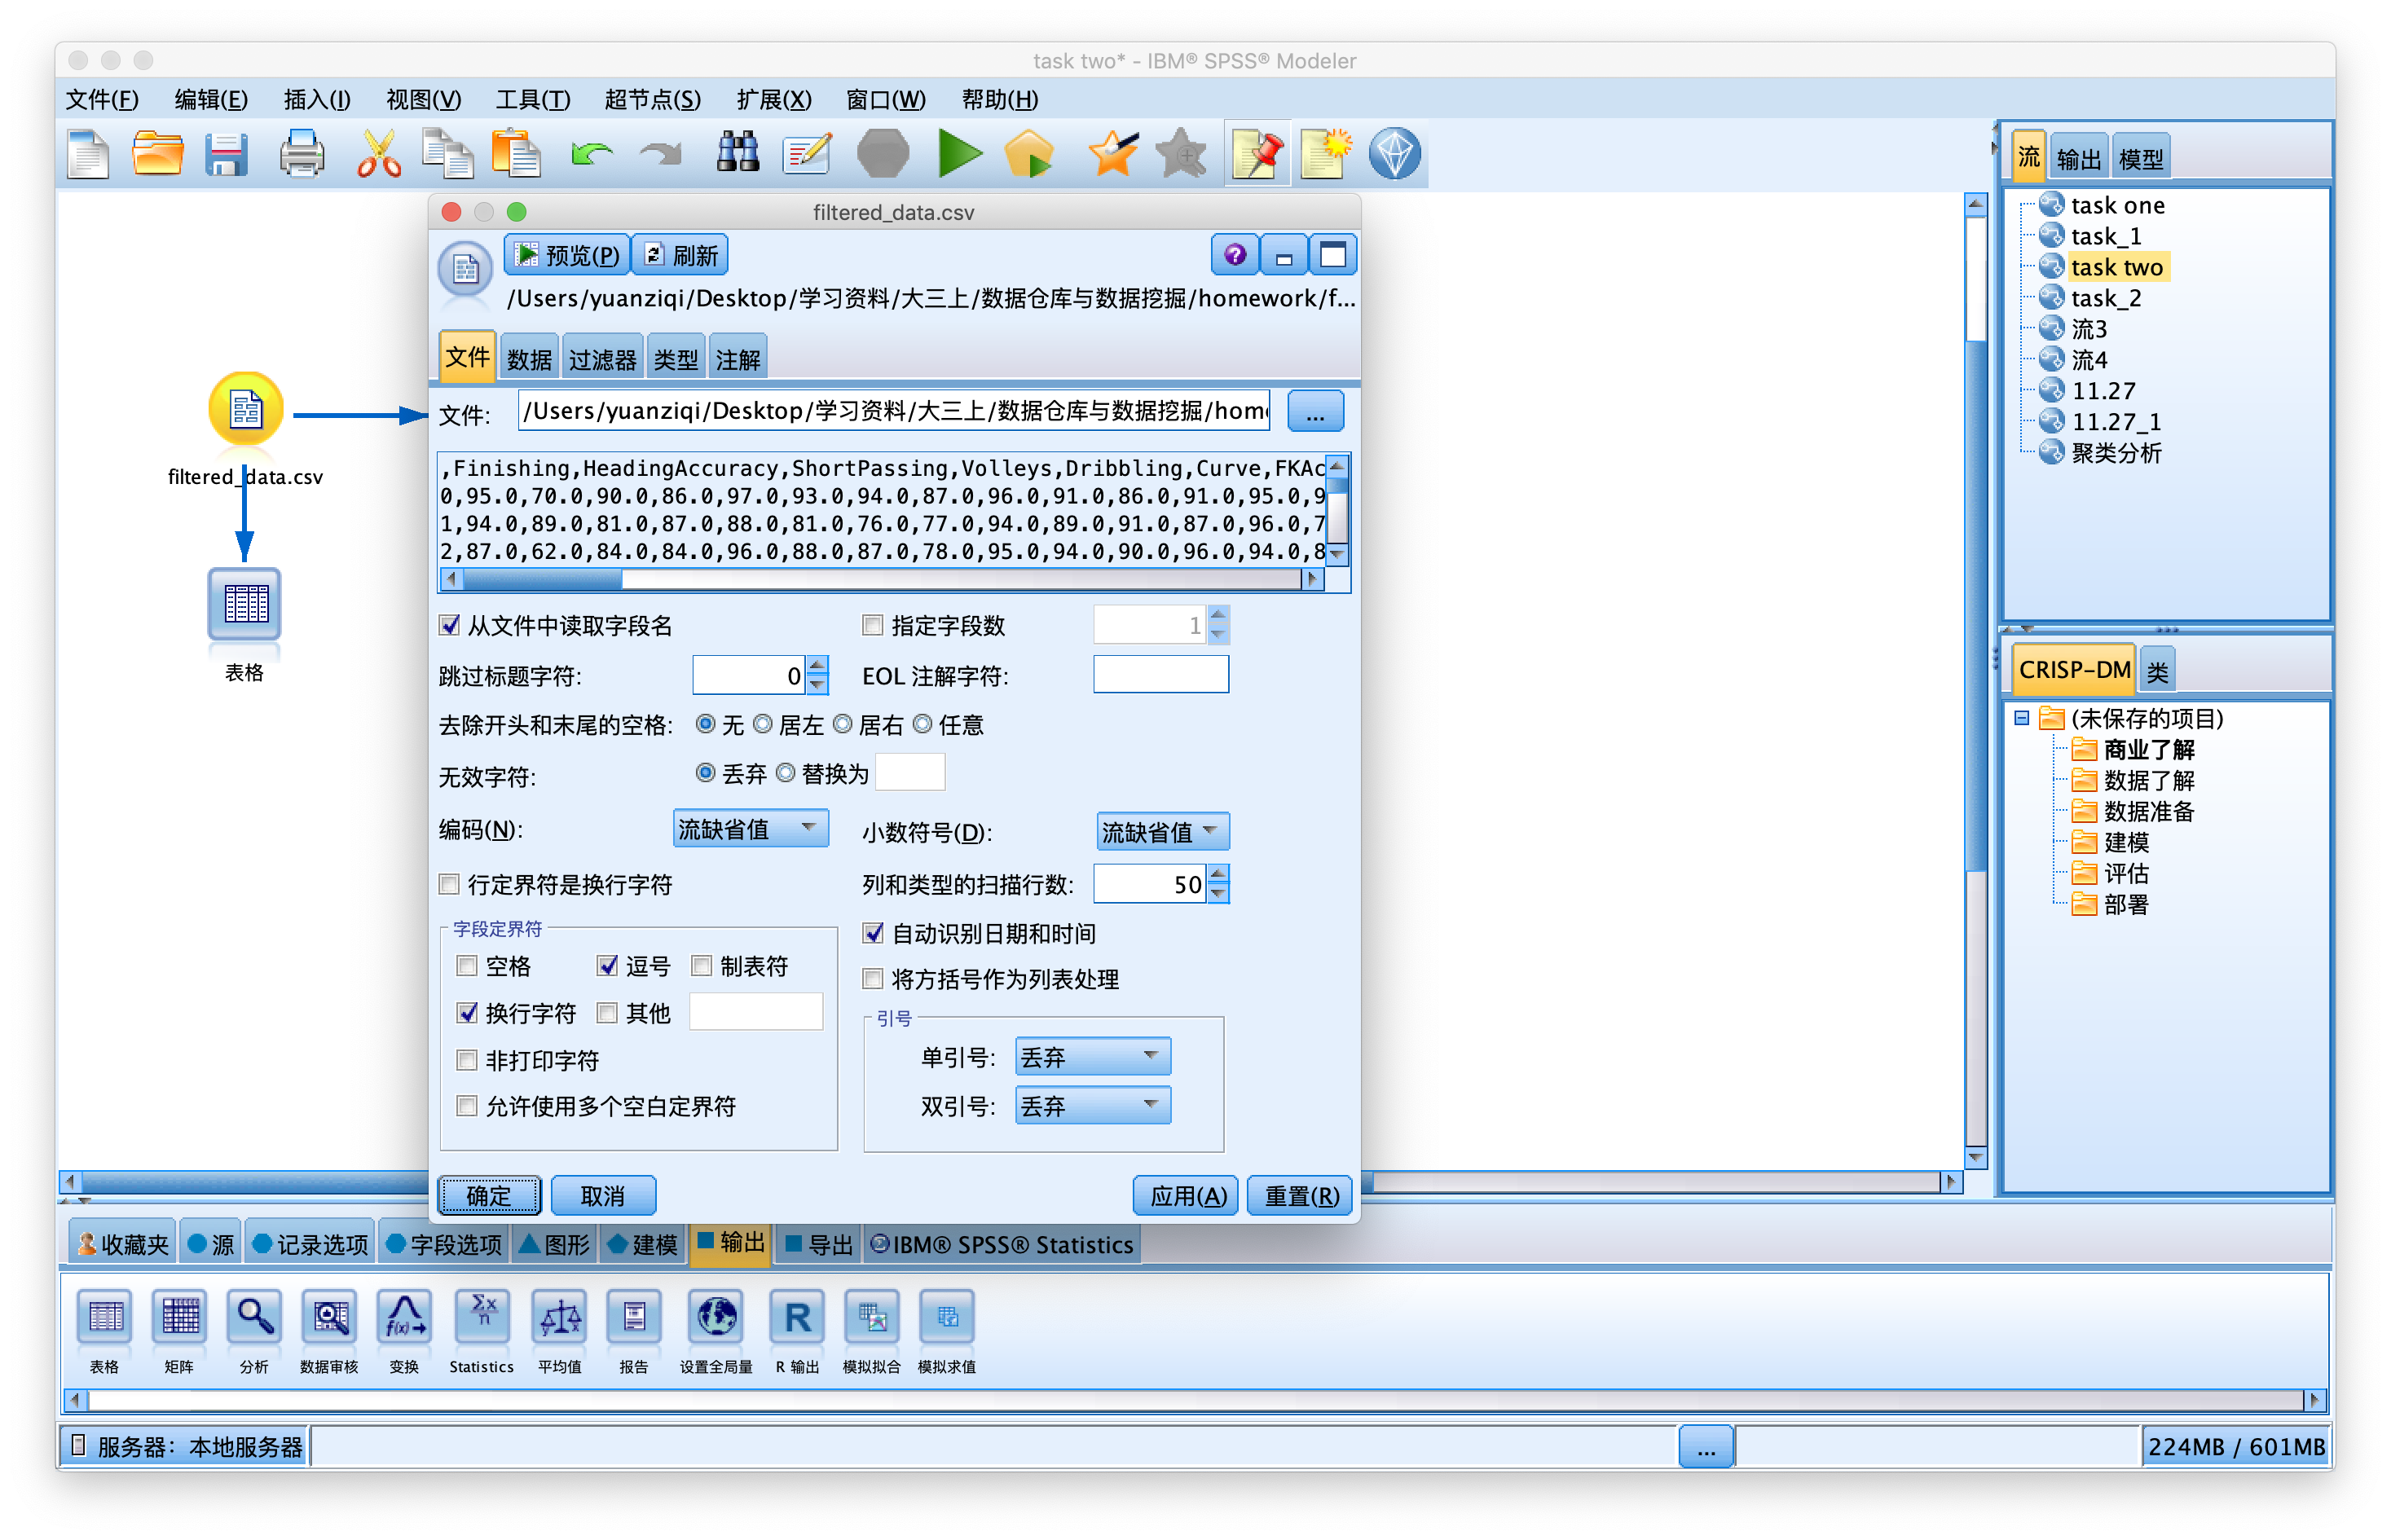 task two* - IBM® SPSS® Modeler
文件(F) 编辑(E) 插入(I) 视图(V) 工具(T) 超节点(S) 扩展(X) 窗口(W) 帮助(H)
filtered_data.csv
表格
filtered_data.csv
预览(P) 刷新
/Users/yuanziqi/Desktop/学习资料/大三上/数据仓库与数据挖掘/homework/f...
文件 数据 过滤器 类型 注解
文件: /Users/yuanziqi/Desktop/学习资料/大三上/数据仓库与数据挖掘/hom ...
,Finishing,HeadingAccuracy,ShortPassing,Volleys,Dribbling,Curve,FKAc
0,95.0,70.0,90.0,86.0,97.0,93.0,94.0,87.0,96.0,91.0,86.0,91.0,95.0,9
1,94.0,89.0,81.0,87.0,88.0,81.0,76.0,77.0,94.0,89.0,91.0,87.0,96.0,7
2,87.0,62.0,84.0,84.0,96.0,88.0,87.0,78.0,95.0,94.0,90.0,96.0,94.0,8
从文件中读取字段名 指定字段数 1
跳过标题字符: 0 EOL 注解字符:
去除开头和末尾的空格: 无 居左 居右 任意
无效字符: 丢弃 替换为
编码(N): 流缺省值 小数符号(D): 流缺省值
行定界符是换行字符 列和类型的扫描行数: 50
字段定界符
空格 逗号 制表符
换行字符 其他
非打印字符
允许使用多个空白定界符
自动识别日期和时间
将方括号作为列表处理
引号
单引号: 丢弃
双引号: 丢弃
确定 取消 应用(A) 重置(R)
流 输出 模型
task one
task_1
task two
task_2
流3
流4
11.27
11.27_1
聚类分析
CRISP-DM 类
(未保存的项目)
商业了解
数据了解
数据准备
建模
评估
部署
收藏夹 源 记录选项 字段选项 图形 建模 输出 导出 IBM® SPSS® Statistics
表格 矩阵 分析 数据审核 变换 Statistics 平均值 报告 设置全局量 R 输出 模拟拟合 模拟求值
服务器: 本地服务器 ... 224MB / 601MB